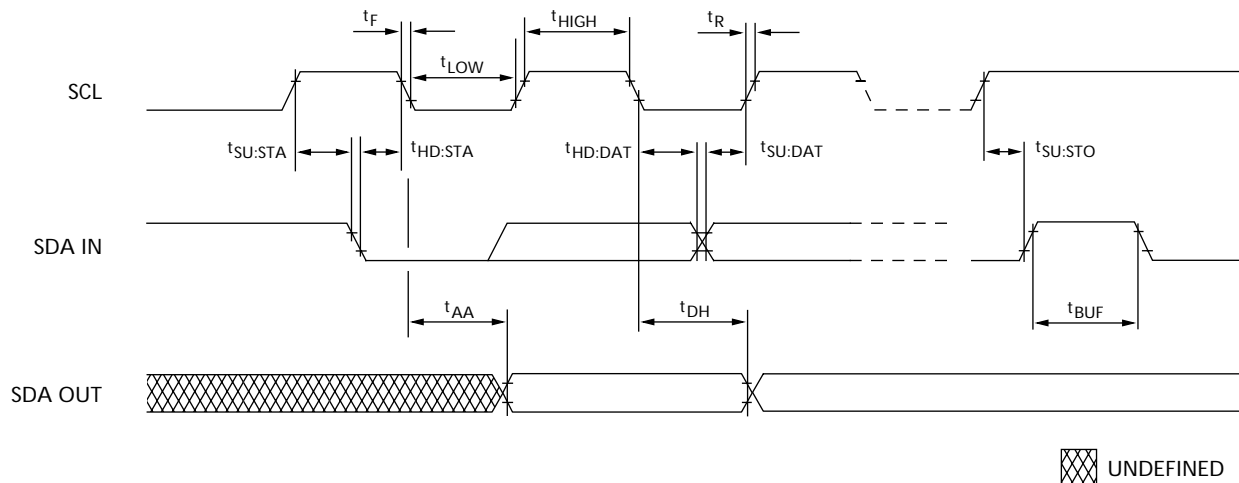 tF
tHIGH
tR
tLOW
SCL
tSU:STA
tHD:STA
tHD:DAT
tSU:DAT
tSU:STO
SDA IN
tAA
tDH
tBUF
SDA OUT
UNDEFINED